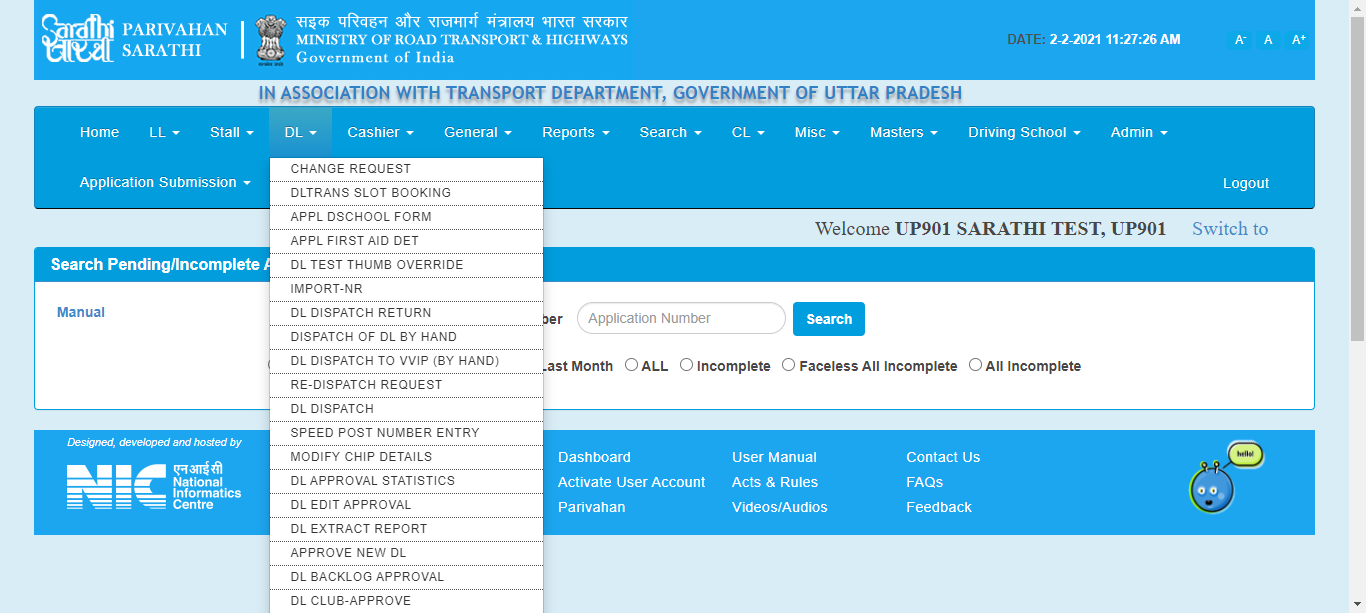 सारथी
Sarathi
PARIVAHAN
SARATHI
सड़क परिवहन और राजमार्ग मंत्रालय भारत सरकार
MINISTRY OF ROAD TRANSPORT & HIGHWAYS
Government of India
DATE: 2-2-2021 11:27:26 AM
A- A A+
IN ASSOCIATION WITH TRANSPORT DEPARTMENT, GOVERNMENT OF UTTAR PRADESH
Home LL Stall DL Cashier General Reports Search CL Misc Masters Driving School Admin
Application Submission
Logout
CHANGE REQUEST
DLTRANS SLOT BOOKING
APPL DSCHOOL FORM
APPL FIRST AID DET
DL TEST THUMB OVERRIDE
IMPORT-NR
DL DISPATCH RETURN
DISPATCH OF DL BY HAND
DL DISPATCH TO VVIP (BY HAND)
RE-DISPATCH REQUEST
DL DISPATCH
SPEED POST NUMBER ENTRY
MODIFY CHIP DETAILS
DL APPROVAL STATISTICS
DL EDIT APPROVAL
DL EXTRACT REPORT
APPROVE NEW DL
DL BACKLOG APPROVAL
DL CLUB-APPROVE
Welcome UP901 SARATHI TEST, UP901 Switch to
Search Pending/Incomplete A
Manual
ber Application Number Search
Last Month ALL Incomplete Faceless All Incomplete All Incomplete
Designed, developed and hosted by
NIC
एन आई सी
National
Informatics
Centre
Dashboard User Manual Contact Us
Activate User Account Acts & Rules FAQs
Parivahan Videos/Audios Feedback
hello!